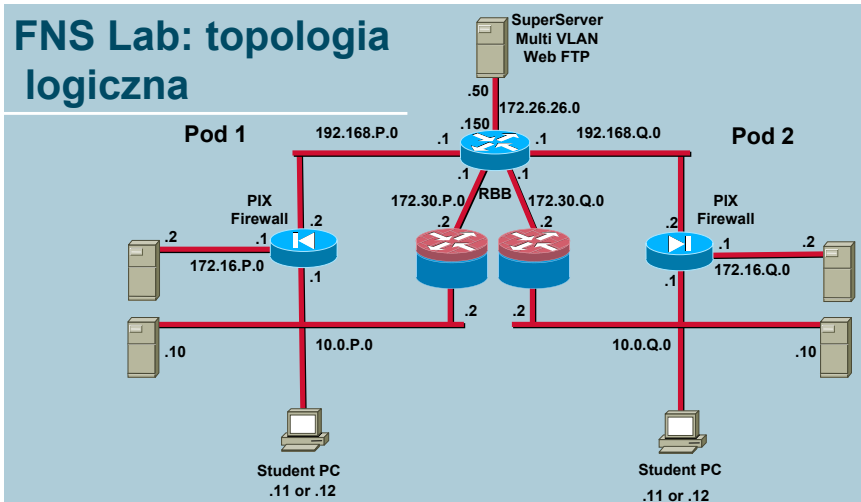 FNS Lab: topologia
logiczna
SuperServer
Multi VLAN
Web FTP
.50
172.26.26.0
.150
Pod 1
192.168.P.0
.1
.1
192.168.Q.0
Pod 2
.1
.1
172.30.P.0
RBB
172.30.Q.0
PIX
Firewall
.2
.2
.2
.2
PIX
Firewall
.2
.1
172.16.P.0
.1
.1
.2
172.16.Q.0
.1
.2
.2
.10
10.0.P.0
10.0.Q.0
.10
Student PC
.11 or .12
Student PC
.11 or .12